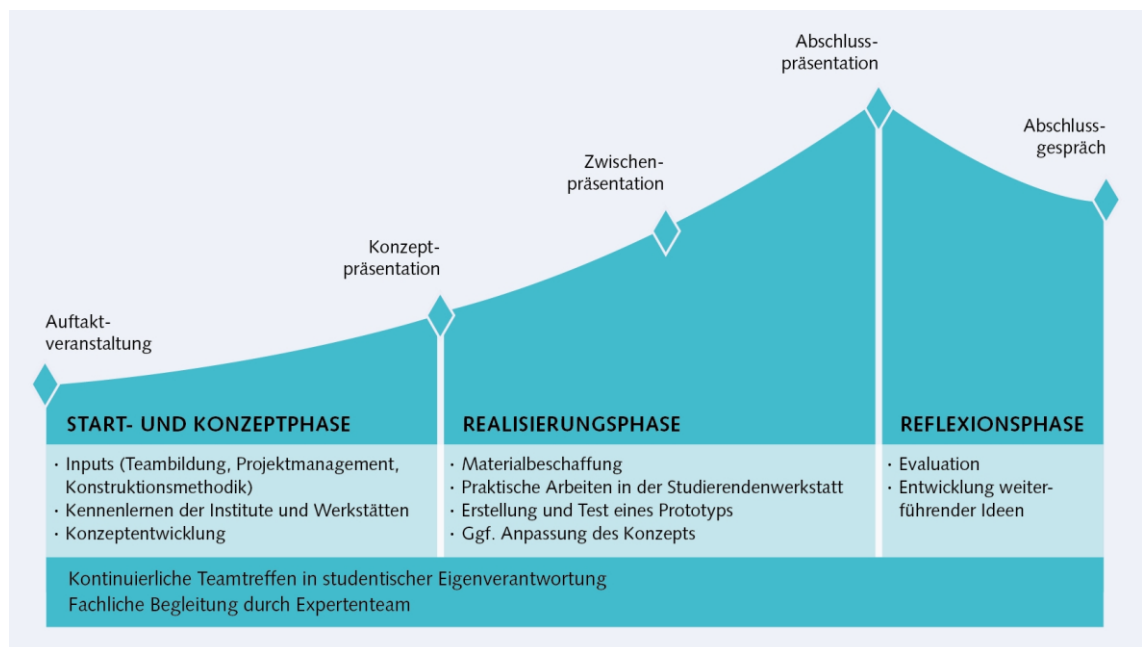 Abschluss-
präsentation
Abschluss-
gespräch
Zwischen-
präsentation
Konzept-
präsentation
Auftakt-
veranstaltung
START- UND KONZEPTPHASE
· Inputs (Teambildung, Projektmanagement,
Konstruktionsmethodik)
· Kennenlernen der Institute und Werkstätten
· Konzeptentwicklung
REALISIERUNGSPHASE
· Materialbeschaffung
· Praktische Arbeiten in der Studierendenwerkstatt
· Erstellung und Test eines Prototyps
· Ggf. Anpassung des Konzepts
REFLEXIONSPHASE
· Evaluation
· Entwicklung weiter-
führender Ideen
Kontinuierliche Teamtreffen in studentischer Eigenverantwortung
Fachliche Begleitung durch Expertenteam